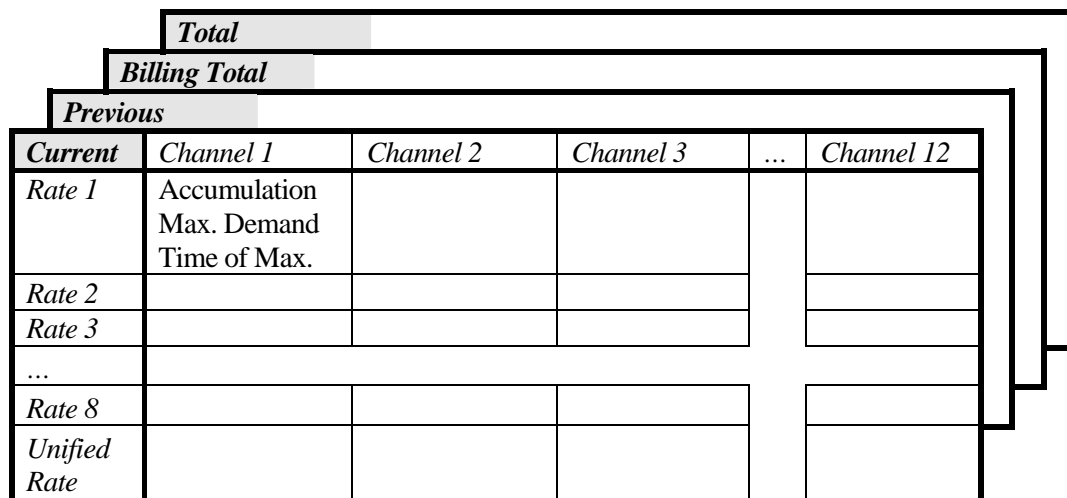 Total
Billing Total
Previous
Current Channel 1 Channel 2 Channel 3 ... Channel 12
Rate 1 Accumulation
Max. Demand
Time of Max.
Rate 2
Rate 3
...
Rate 8
Unified
Rate